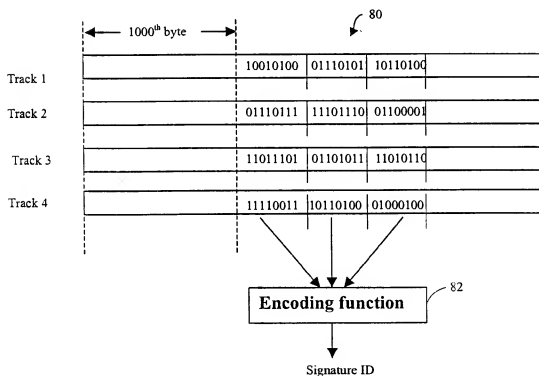 1000th byte
80
10010100 01110101 10110100
Track 1
01110111 11101110 01100001
Track 2
11011101 01101011 11010110
Track 3
11110011 10110100 01000100
Track 4
Encoding function
82
Signature ID